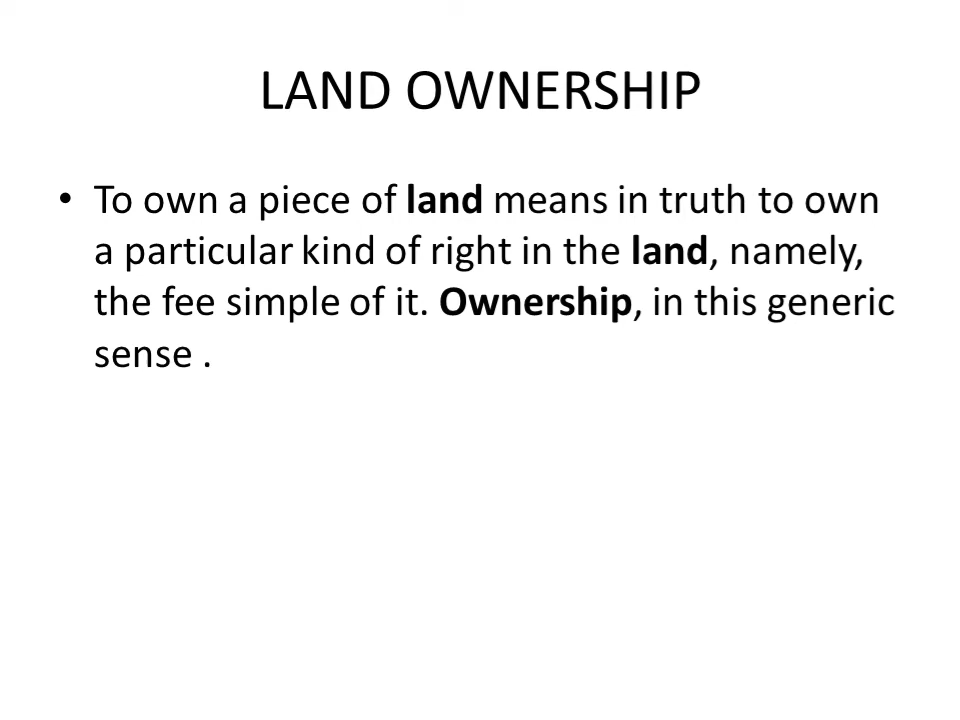 LAND OWNERSHIP
• To own a piece of land means in truth to own
a particular kind of right in the land, namely,
the fee simple of it. Ownership, in this generic
sense .